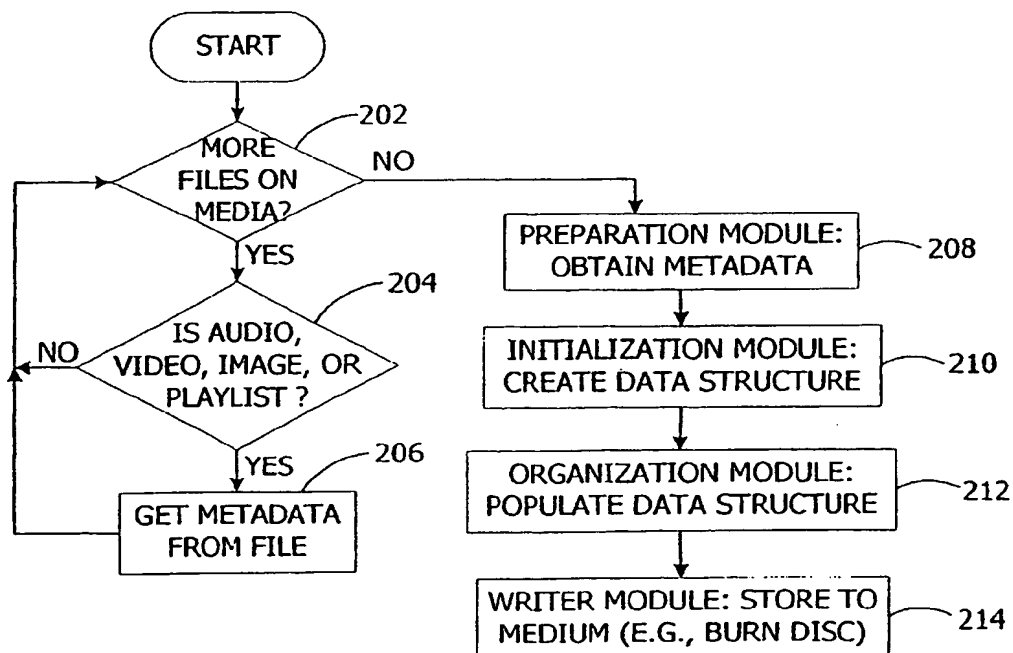 START
202
MORE
FILES ON
MEDIA?
NO
YES
204
IS AUDIO,
VIDEO, IMAGE, OR
PLAYLIST ?
NO
YES
206
GET METADATA
FROM FILE
PREPARATION MODULE:
OBTAIN METADATA
208
INITIALIZATION MODULE:
CREATE DATA STRUCTURE
210
ORGANIZATION MODULE:
POPULATE DATA STRUCTURE
212
WRITER MODULE: STORE TO
MEDIUM (E.G., BURN DISC)
214